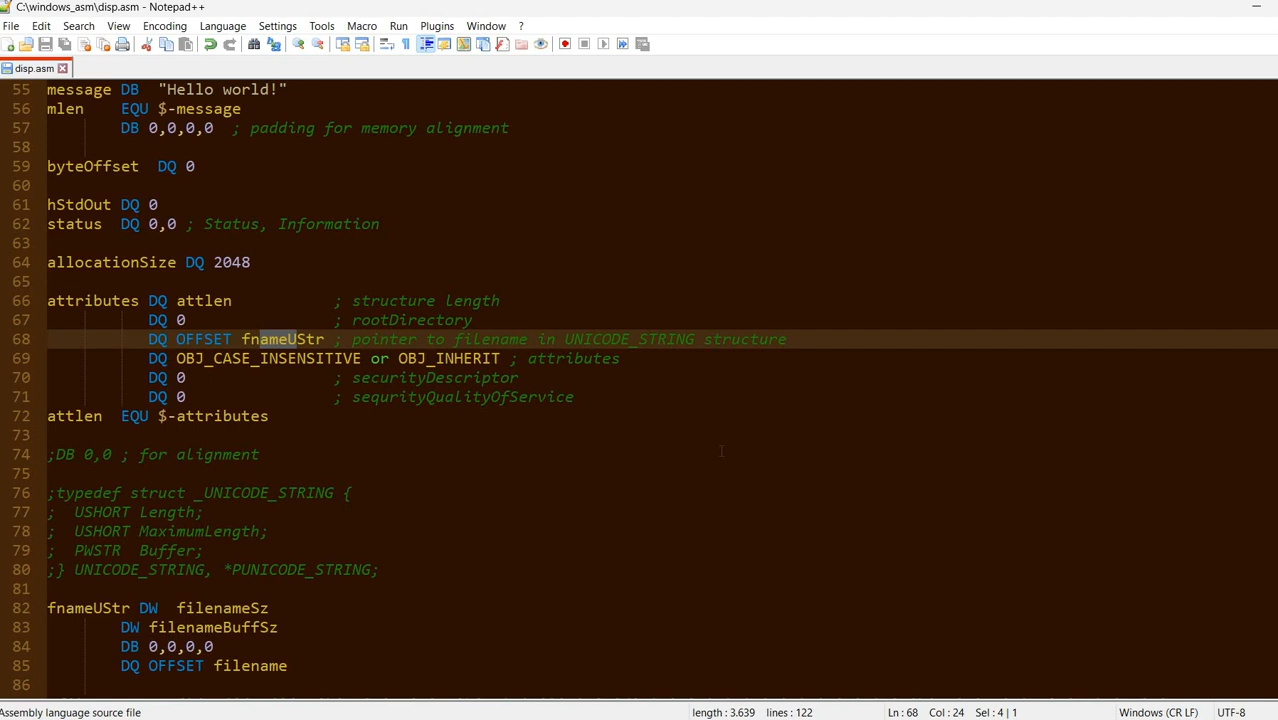 C:\windows_asm\disp.asm - Notepad++
File Edit Search View Encoding Language Settings Tools Macro Run Plugins Window ?
disp.asm
55 message DB "Hello world!"
56 mlen EQU $-message
57 DB 0,0,0,0 ; padding for memory alignment
58
59 byteOffset DQ 0
60
61 hStdOut DQ 0
62 status DQ 0,0 ; Status, Information
63
64 allocationSize DQ 2048
65
66 attributes DQ attlen ; structure length
67 DQ 0 ; rootDirectory
68 DQ OFFSET fnameUStr ; pointer to filename in UNICODE_STRING structure
69 DQ OBJ_CASE_INSENSITIVE or OBJ_INHERIT ; attributes
70 DQ 0 ; securityDescriptor
71 DQ 0 ; sequrityQualityOfService
72 attlen EQU $-attributes
73
74 ;DB 0,0 ; for alignment
75
76 ;typedef struct _UNICODE_STRING {
77 ; USHORT Length;
78 ; USHORT MaximumLength;
79 ; PWSTR Buffer;
80 ;} UNICODE_STRING, *PUNICODE_STRING;
81
82 fnameUStr DW filenameSz
83 DW filenameBuffSz
84 DB 0,0,0,0
85 DQ OFFSET filename
86
Assembly language source file length : 3.639 lines : 122 Ln : 68 Col : 24 Sel : 4 | 1 Windows (CR LF) UTF-8